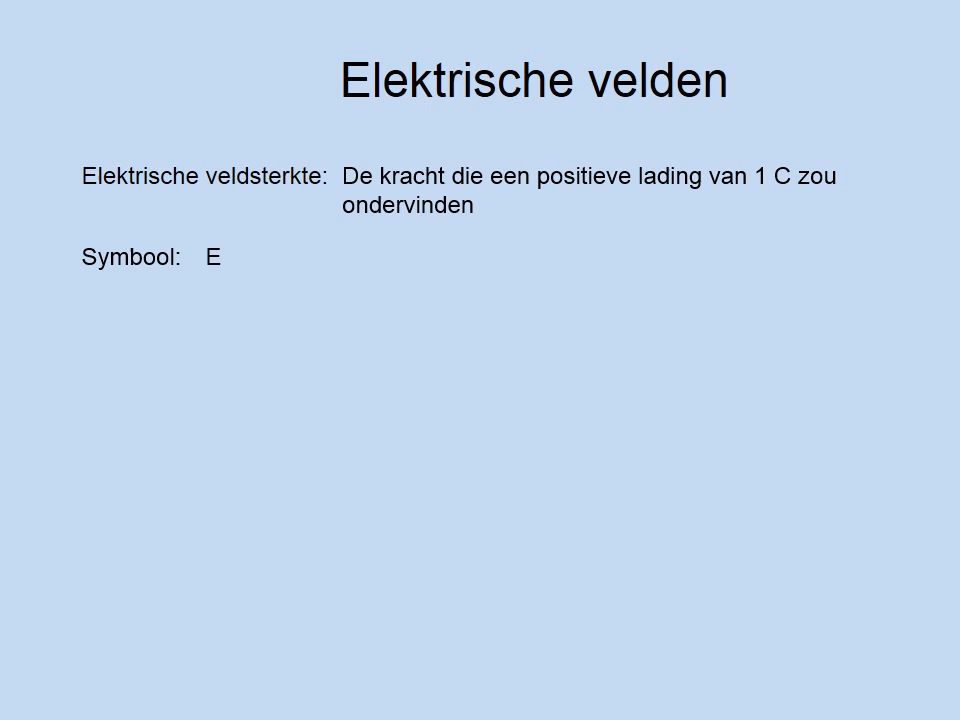 Elektrische velden
Elektrische veldsterkte: De kracht die een positieve lading van 1 C zou
ondervinden
Symbool: E